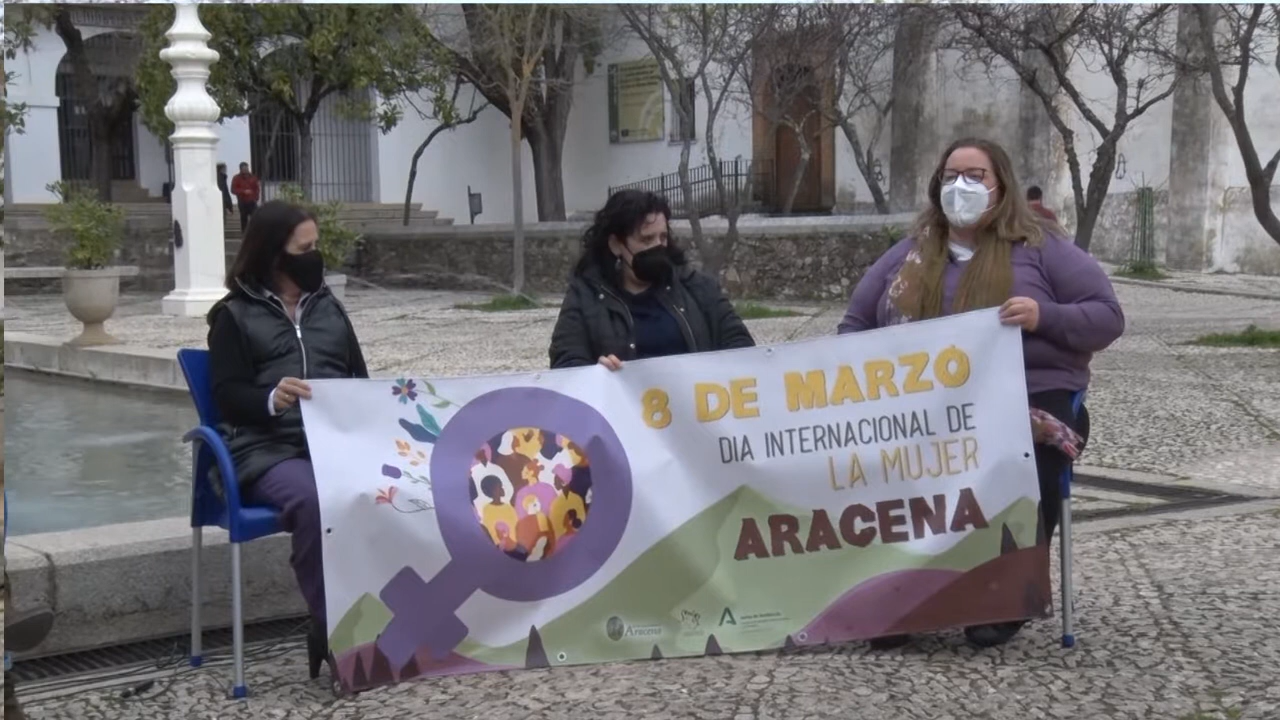 8 DE MARZO
DIA INTERNACIONAL DE
LA MUJER
ARACENA
Aracena